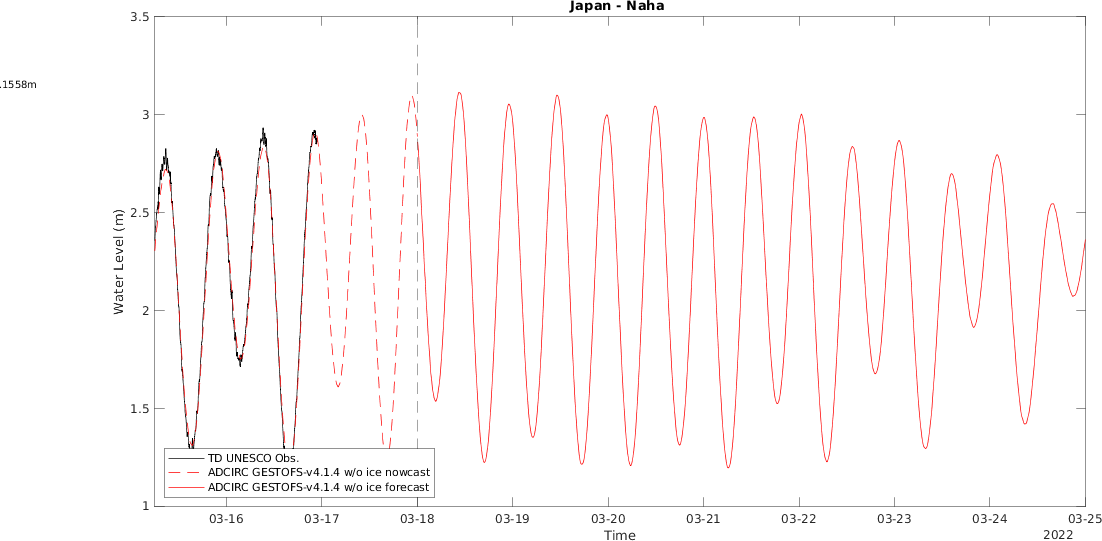 Japan - Naha
.1558m
3.5
3
2.5
2
1.5
1
Water Level (m)
TD UNESCO Obs.
ADCIRC GESTOFS-v4.1.4 w/o ice nowcast
ADCIRC GESTOFS-v4.1.4 w/o ice forecast
03-16 03-17 03-18 03-19 03-20 03-21 03-22 03-23 03-24 03-25
Time
2022